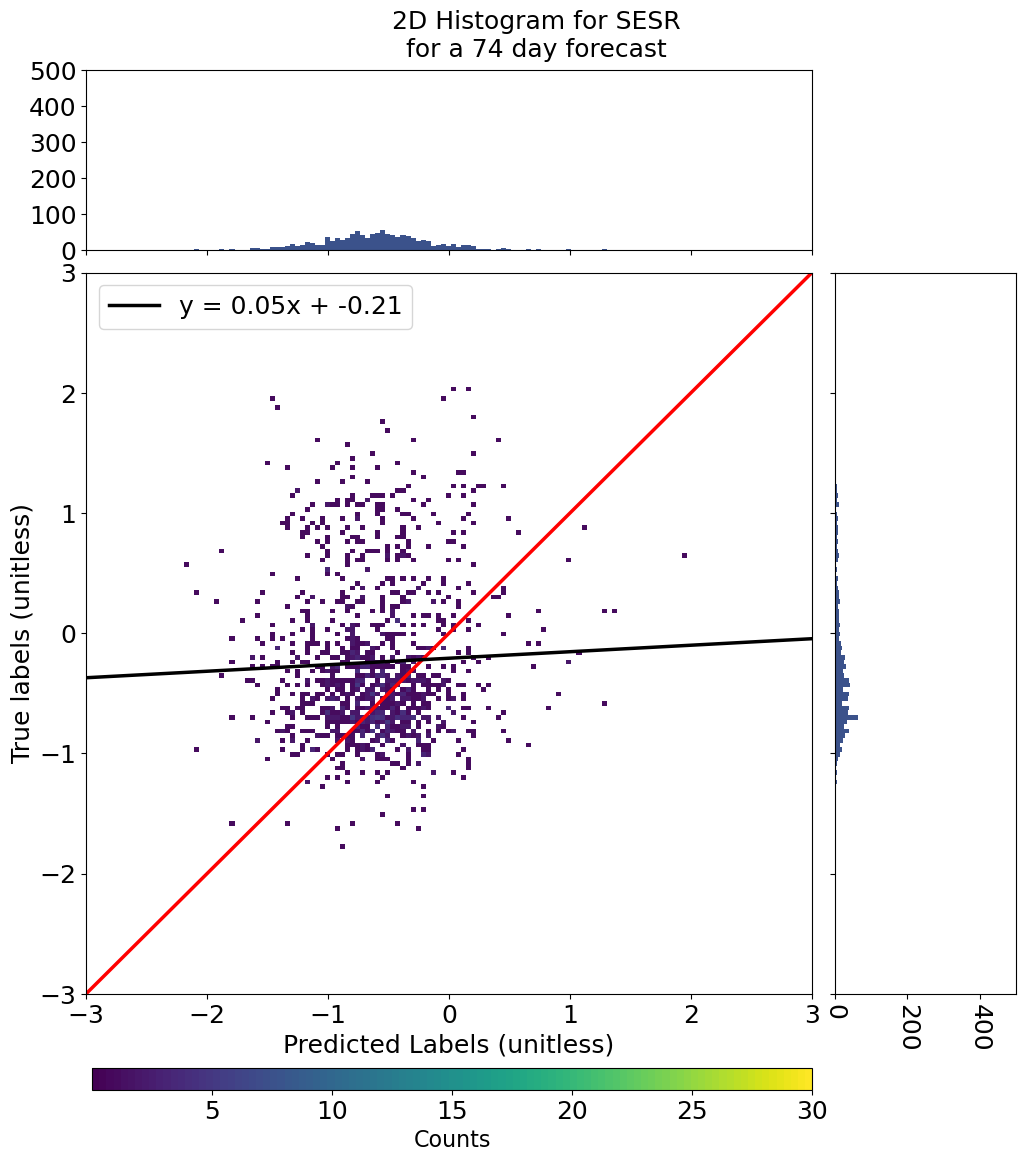 2D Histogram for SESR
for a 74 day forecast
500
400
300
200
100
0
3
2
1
0
−1
−2
−3
True labels (unitless)
y = 0.05x + -0.21
−3 −2 −1 0 1 2 3
Predicted Labels (unitless)
0 200 400
5 10 15 20 25 30
Counts